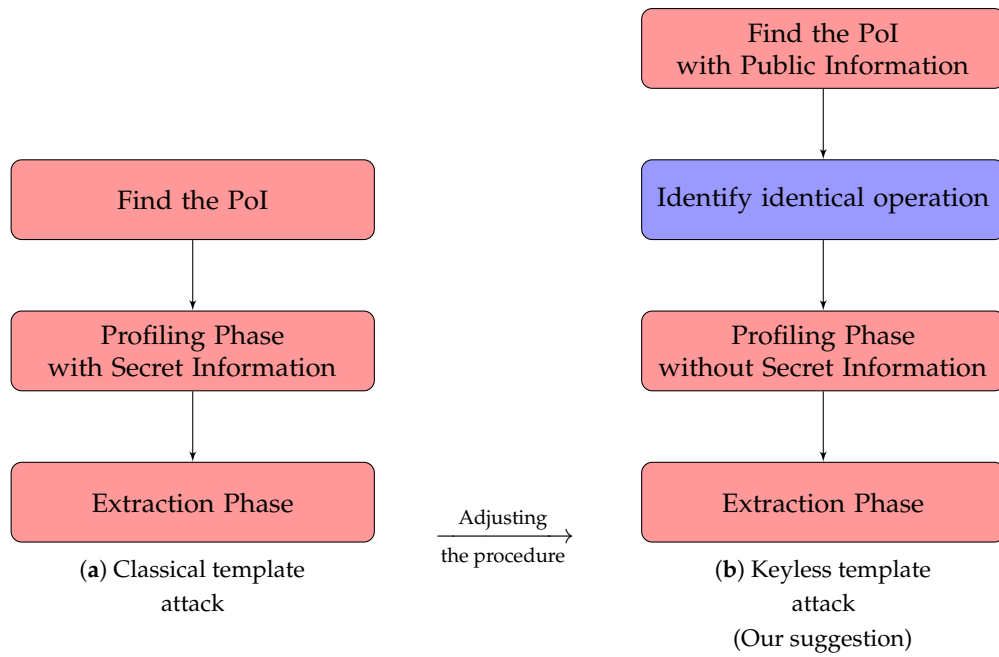 Find the PoI
Profiling Phase
with Secret Information
Extraction Phase
(a) Classical template
attack
Adjusting
the procedure
Find the PoI
with Public Information
Identify identical operation
Profiling Phase
without Secret Information
Extraction Phase
(b) Keyless template
attack
(Our suggestion)